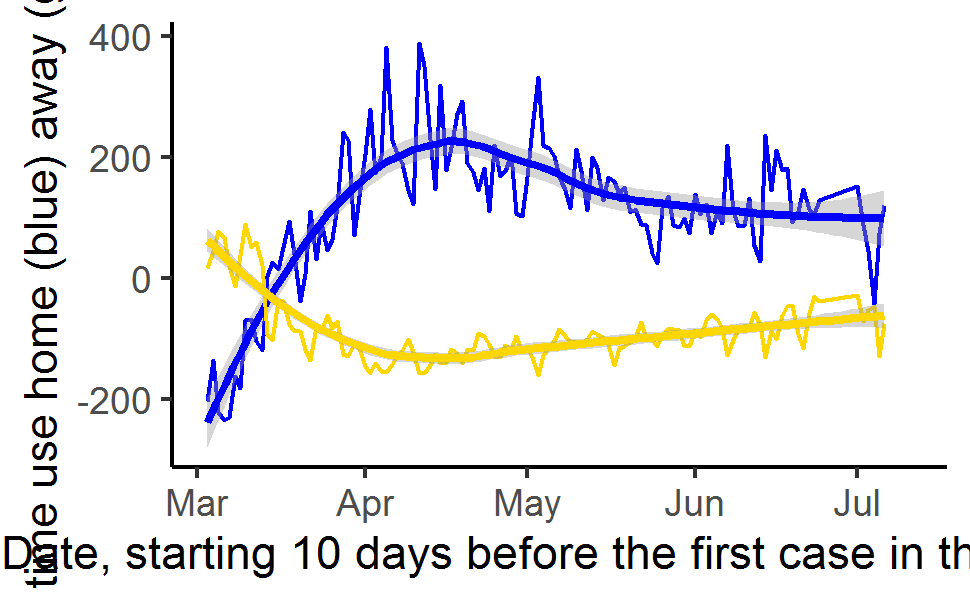 time use home (blue) away (
400
200
0
-200
Mar Apr May Jun Jul
Date, starting 10 days before the first case in th